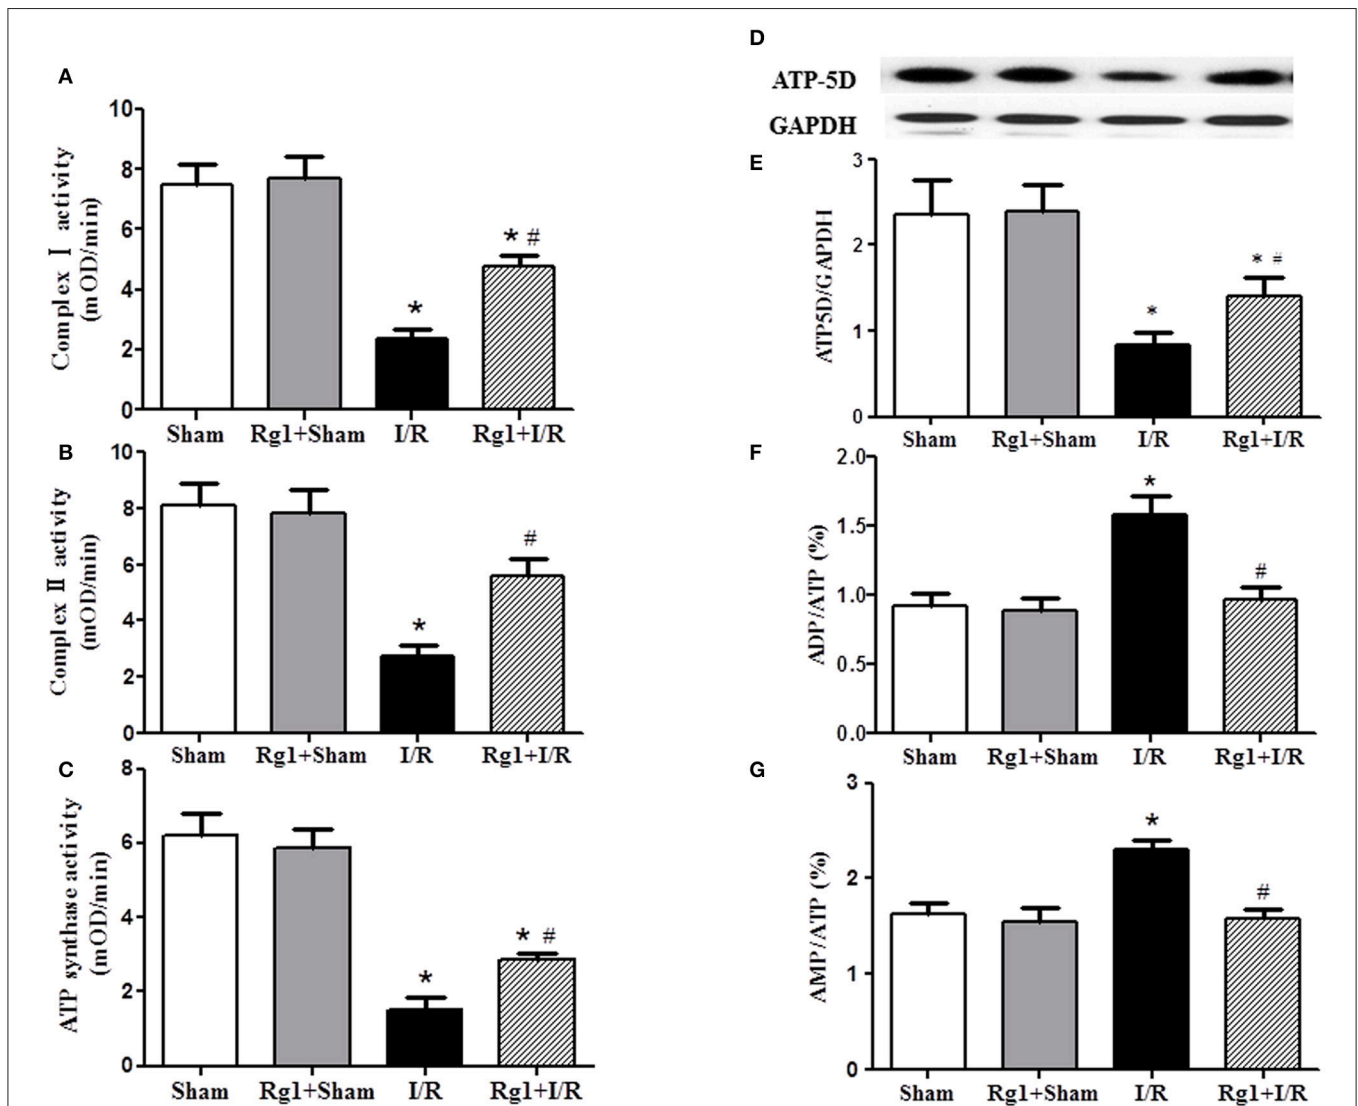 A
Complex Ⅰ activity
(mOD/min)
10
8
6
4
2
0
*
* #
Sham Rg1+Sham I/R Rg1+I/R
B
Complex Ⅱ activity
(mOD/min)
10
8
6
4
2
0
*
#
Sham Rg1+Sham I/R Rg1+I/R
C
ATP synthase activity
(mOD/min)
8
6
4
2
0
*
* #
Sham Rg1+Sham I/R Rg1+I/R
D
ATP-5D
GAPDH
E
ATP5D/GAPDH
3
2
1
0
*
* #
Sham Rg1+Sham I/R Rg1+I/R
F
ADP/ATP (%)
2.0
1.5
1.0
0.5
0.0
*
#
Sham Rg1+Sham I/R Rg1+I/R
G
AMP/ATP (%)
3
2
1
0
*
#
Sham Rg1+Sham I/R Rg1+I/R